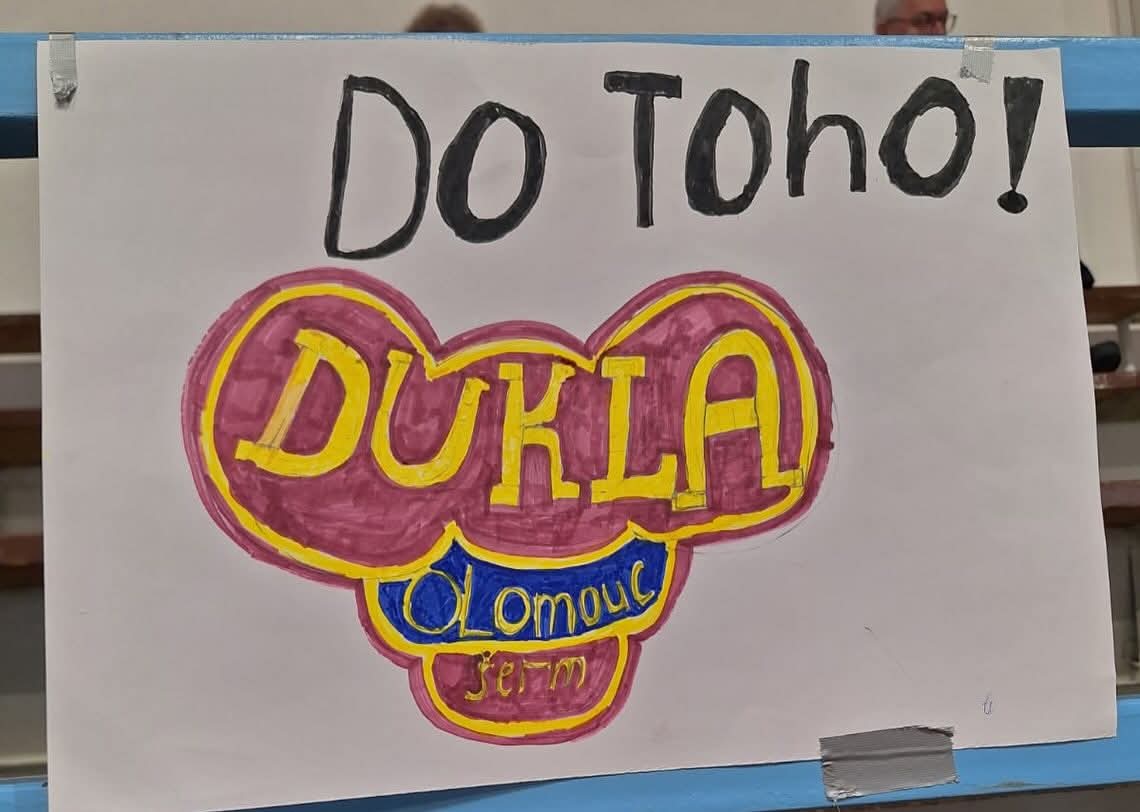 Do Toho!
DUKLA
OLomouc
šerm